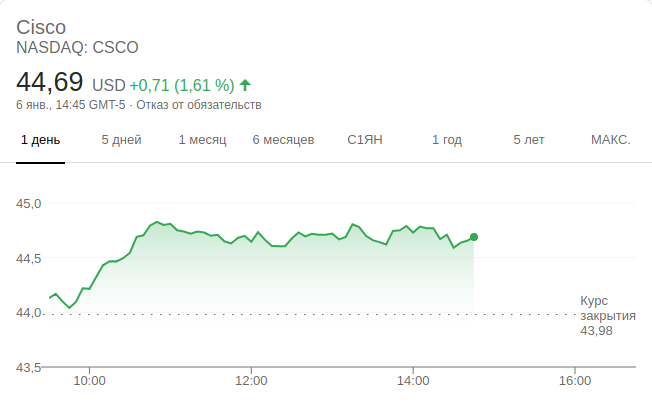 Cisco
NASDAQ: CSCO
44,69 USD +0,71 (1,61 %)
6 янв., 14:45 GMT-5 · Отказ от обязательств
1 день 5 дней 1 месяц 6 месяцев С1ЯН 1 год 5 лет МАКС.
45,0
44,5
44,0
43,5
Курс
закрытия
43,98
10:00 12:00 14:00 16:00